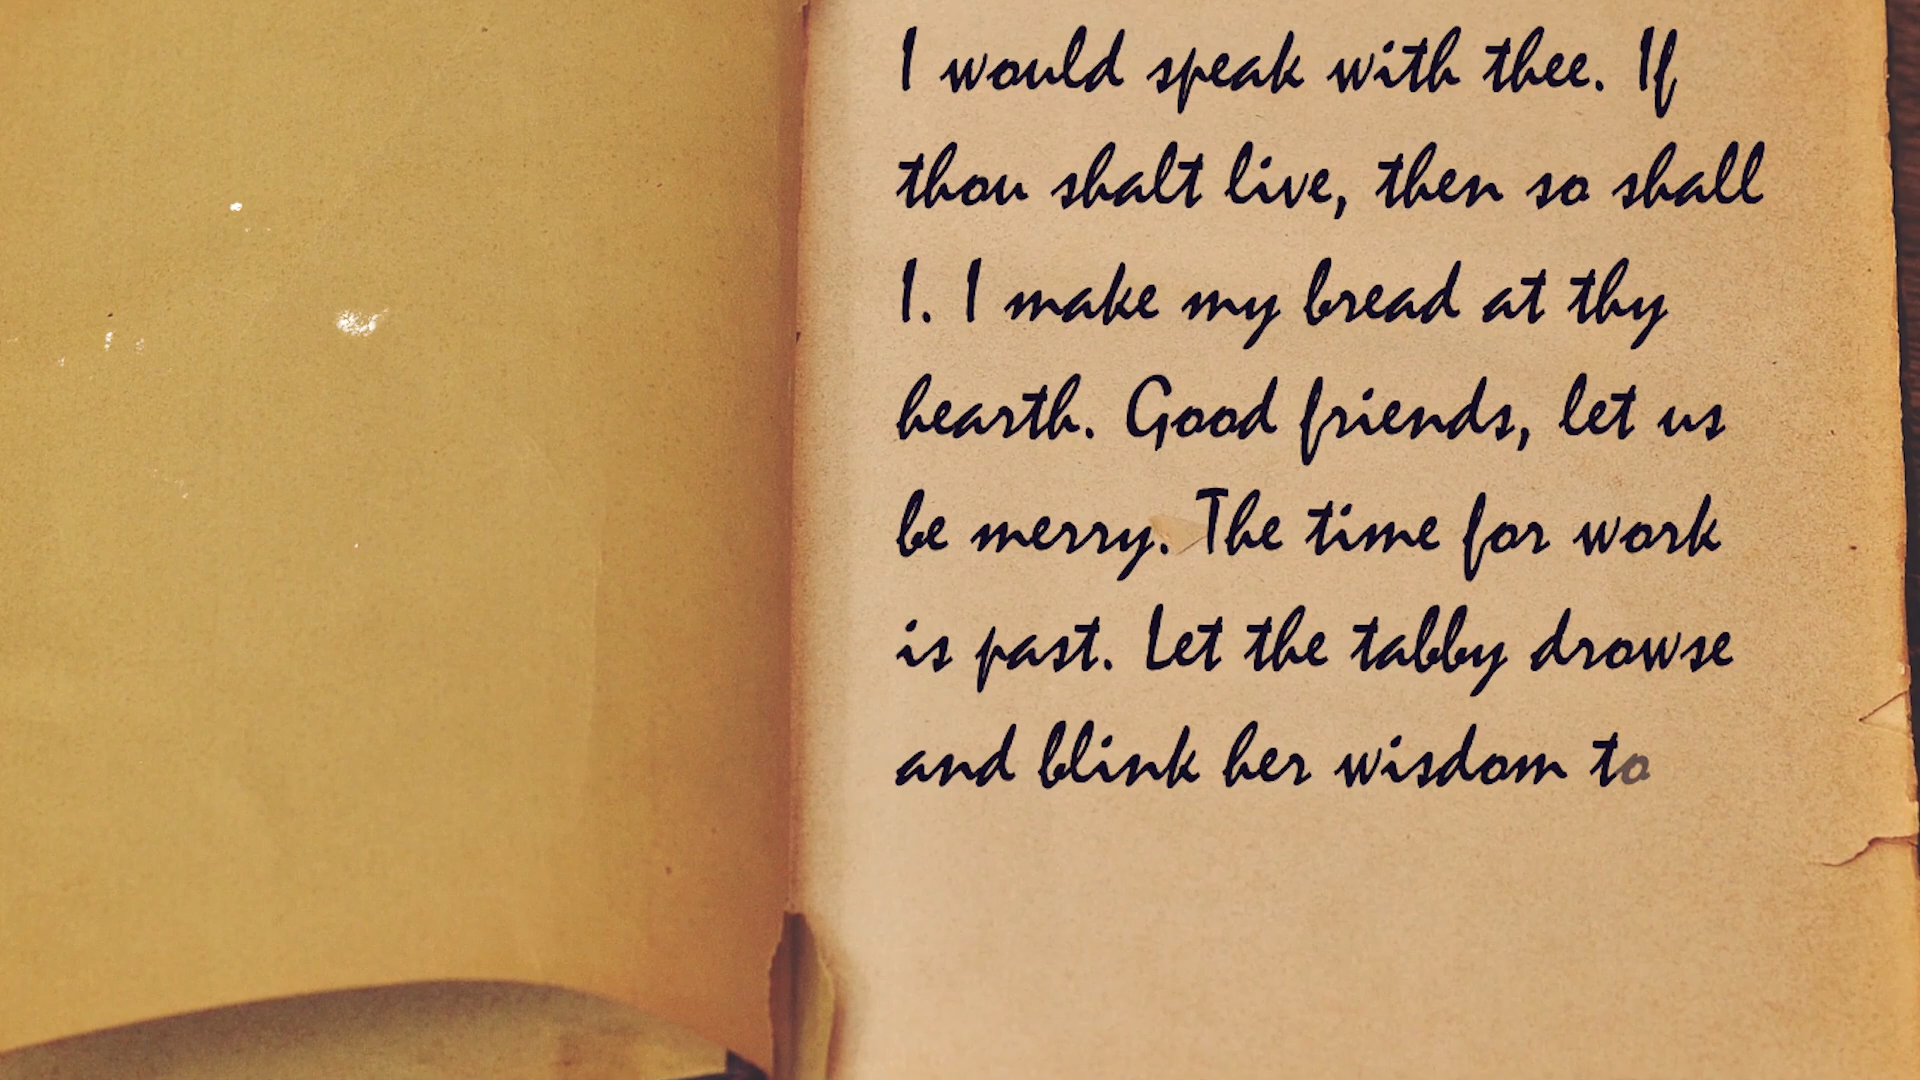 I would speak with thee. If
thou shalt live, then so shall
I. I make my bread at thy
hearth. Good friends, let us
be merry. The time for work
is past. Let the tabby drowse
and blink her wisdom to